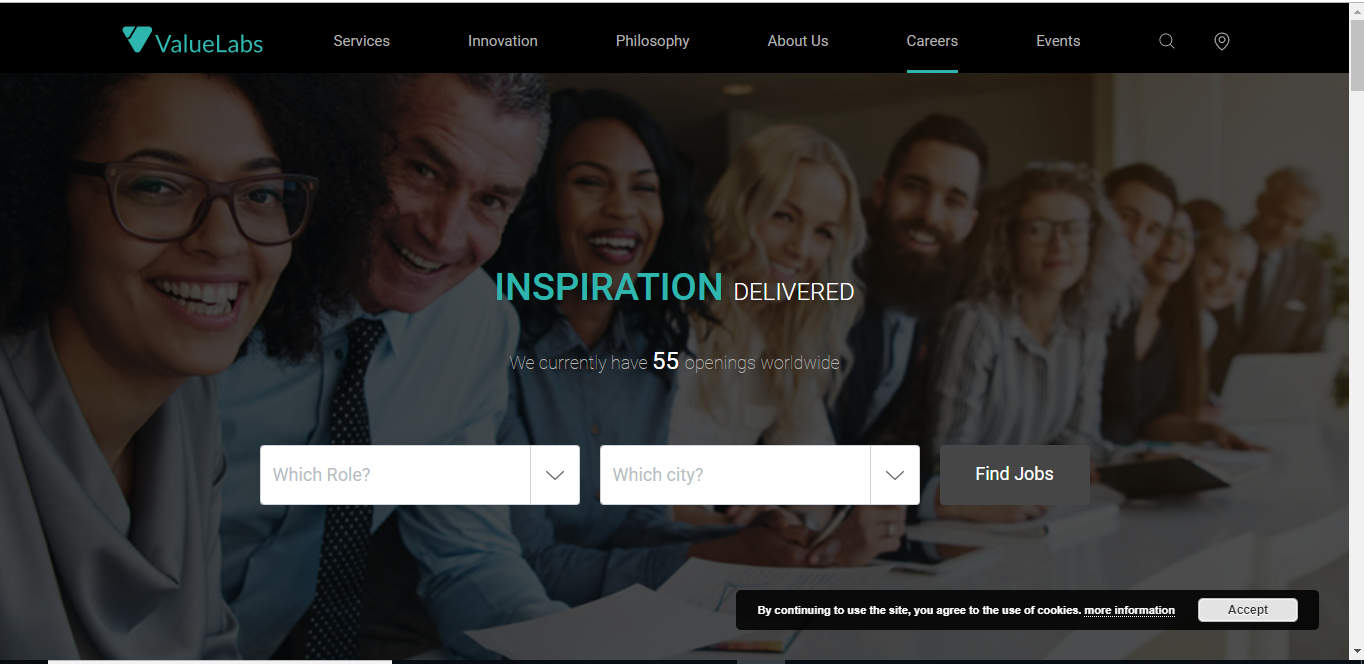 ValueLabs Services Innovation Philosophy About Us Careers Events
INSPIRATION DELIVERED
We currently have 55 openings worldwide
Which Role? Which city? Find Jobs
By continuing to use the site, you agree to the use of cookies. more information Accept